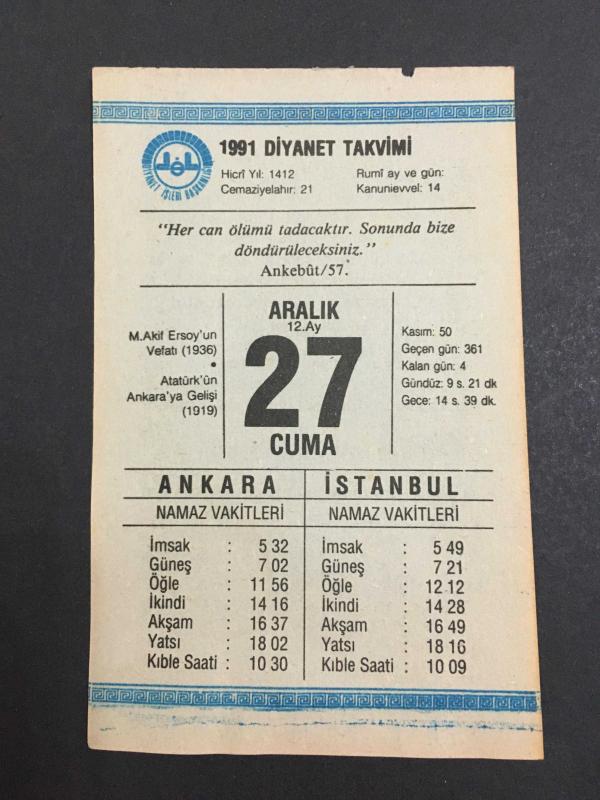 DİYANET İŞLERİ BAŞKANLIĞI
1991 DİYANET TAKVİMİ
Hicrî Yıl: 1412
Cemaziyelahır: 21
Rumî ay ve gün:
Kanunievvel: 14
“Her can ölümü tadacaktır. Sonunda bize
döndürüleceksiniz.”
Ankebût/57.
M.Akif Ersoy'un
Vefatı (1936)
•
Atatürk'ün
Ankara'ya Gelişi
(1919)
ARALIK
12.Ay
27
CUMA
Kasım: 50
Geçen gün: 361
Kalan gün: 4
Gündüz: 9 s. 21 dk
Gece: 14 s. 39 dk.
ANKARA
NAMAZ VAKİTLERİ
İmsak : 5 32
Güneş : 7 02
Öğle : 11 56
İkindi : 14 16
Akşam : 16 37
Yatsı : 18 02
Kıble Saati : 10 30
İSTANBUL
NAMAZ VAKİTLERİ
İmsak : 5 49
Güneş : 7 21
Öğle : 12 12
İkindi : 14 28
Akşam : 16 49
Yatsı : 18 16
Kıble Saati : 10 09